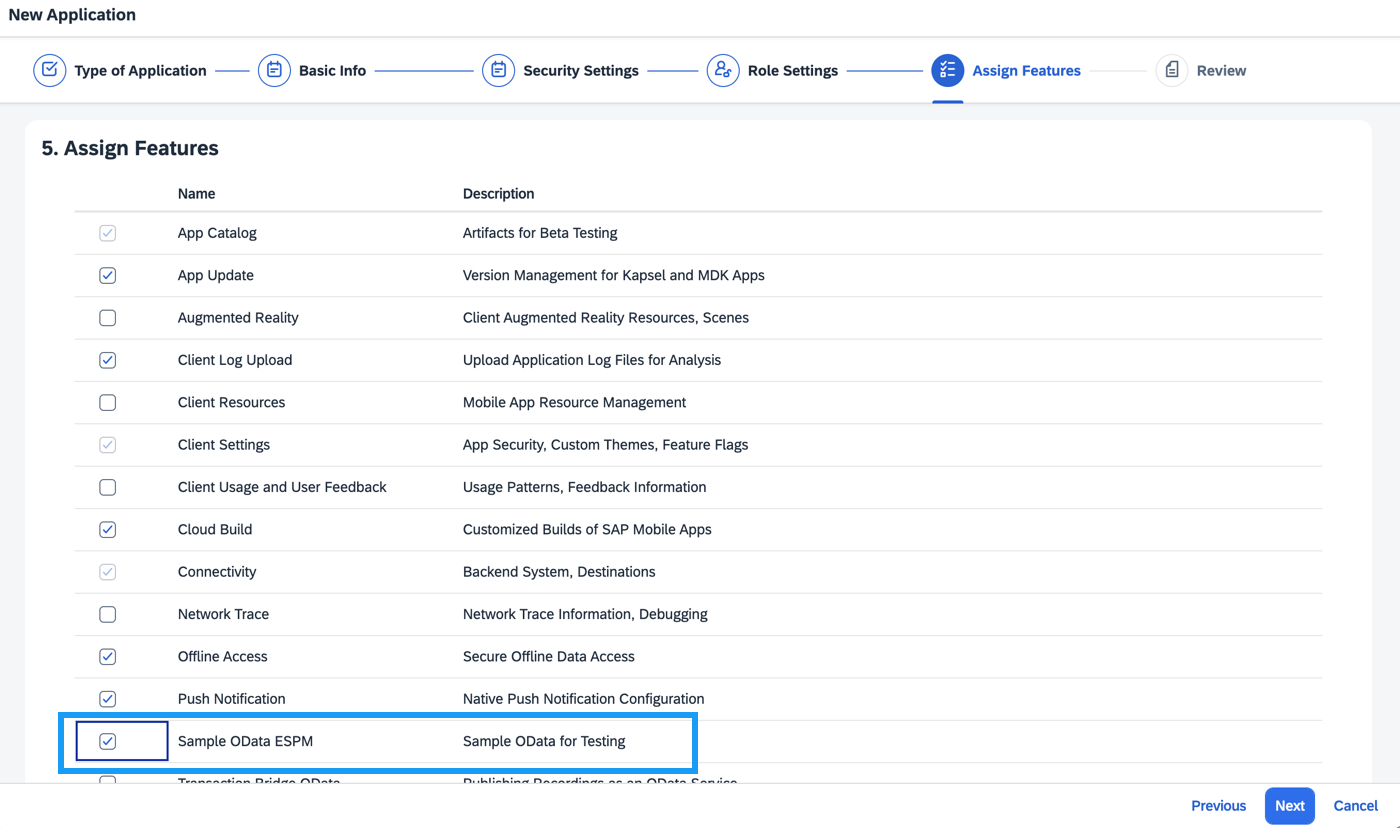 New Application
Type of Application Basic Info Security Settings Role Settings Assign Features Review
5. Assign Features
Name Description
App Catalog Artifacts for Beta Testing
App Update Version Management for Kapsel and MDK Apps
Augmented Reality Client Augmented Reality Resources, Scenes
Client Log Upload Upload Application Log Files for Analysis
Client Resources Mobile App Resource Management
Client Settings App Security, Custom Themes, Feature Flags
Client Usage and User Feedback Usage Patterns, Feedback Information
Cloud Build Customized Builds of SAP Mobile Apps
Connectivity Backend System, Destinations
Network Trace Network Trace Information, Debugging
Offline Access Secure Offline Data Access
Push Notification Native Push Notification Configuration
Sample OData ESPM Sample OData for Testing
Transaction Bridge OData Publishing Recordings as an OData Service
Previous Next Cancel